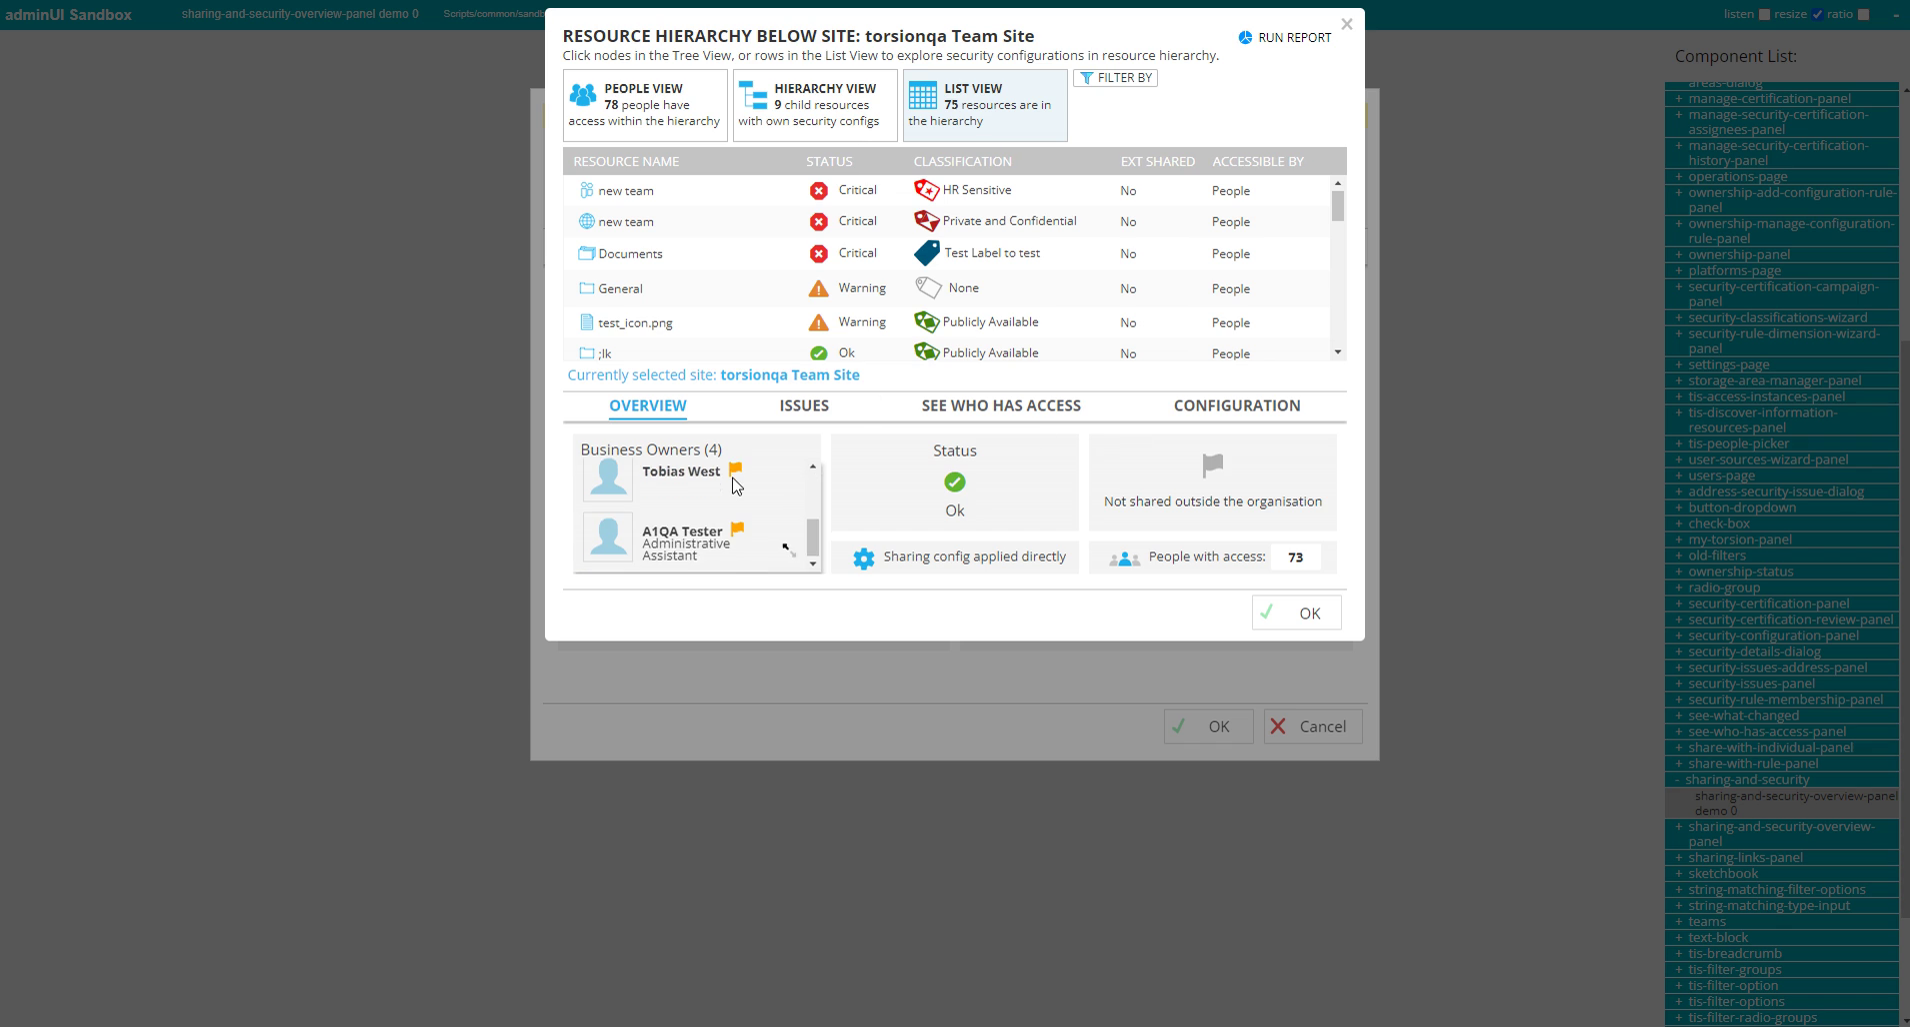 adminUI Sandbox
sharing-and-security-overview-panel demo 0
Scripts/common/sandb
listen
resize
ratio
RESOURCE HIERARCHY BELOW SITE: torsionqa Team Site
Click nodes in the Tree View, or rows in the List View to explore security configurations in resource hierarchy.
RUN REPORT
PEOPLE VIEW
78 people have
access within the hierarchy
HIERARCHY VIEW
9 child resources
with own security configs
LIST VIEW
75 resources are in
the hierarchy
FILTER BY
RESOURCE NAME STATUS CLASSIFICATION EXT SHARED ACCESSIBLE BY
new team Critical HR Sensitive No People
new team Critical Private and Confidential No People
Documents Critical Test Label to test No People
General Warning None No People
test_icon.png Warning Publicly Available No People
;lk Ok Publicly Available No People
Currently selected site: torsionqa Team Site
OVERVIEW ISSUES SEE WHO HAS ACCESS CONFIGURATION
Business Owners (4)
Tobias West
A1QA Tester
Administrative
Assistant
Status
Ok
Not shared outside the organisation
Sharing config applied directly
People with access: 73
OK
OK
Cancel
Component List:
areas-dialog
+ manage-certification-panel
+ manage-security-certification-
assignees-panel
+ manage-security-certification-
history-panel
+ operations-page
+ ownership-add-configuration-rule-
panel
+ ownership-manage-configuration-
rule-panel
+ ownership-panel
+ platforms-page
+ security-certification-campaign-
panel
+ security-classifications-wizard
+ security-rule-dimension-wizard-
panel
+ settings-page
+ storage-area-manager-panel
+ tis-access-instances-panel
+ tis-discover-information-
resources-panel
+ tis-people-picker
+ user-sources-wizard-panel
+ users-page
+ address-security-issue-dialog
+ button-dropdown
+ check-box
+ my-torsion-panel
+ old-filters
+ ownership-status
+ radio-group
+ security-certification-panel
+ security-certification-review-panel
+ security-configuration-panel
+ security-details-dialog
+ security-issues-address-panel
+ security-issues-panel
+ security-rule-membership-panel
+ see-what-changed
+ see-who-has-access-panel
+ share-with-individual-panel
+ share-with-rule-panel
- sharing-and-security
sharing-and-security-overview-panel
demo 0
+ sharing-and-security-overview-
panel
+ sharing-links-panel
+ sketchbook
+ string-matching-filter-options
+ string-matching-type-input
+ teams
+ text-block
+ tis-breadcrumb
+ tis-filter-groups
+ tis-filter-option
+ tis-filter-options
+ tis-filter-radio-groups